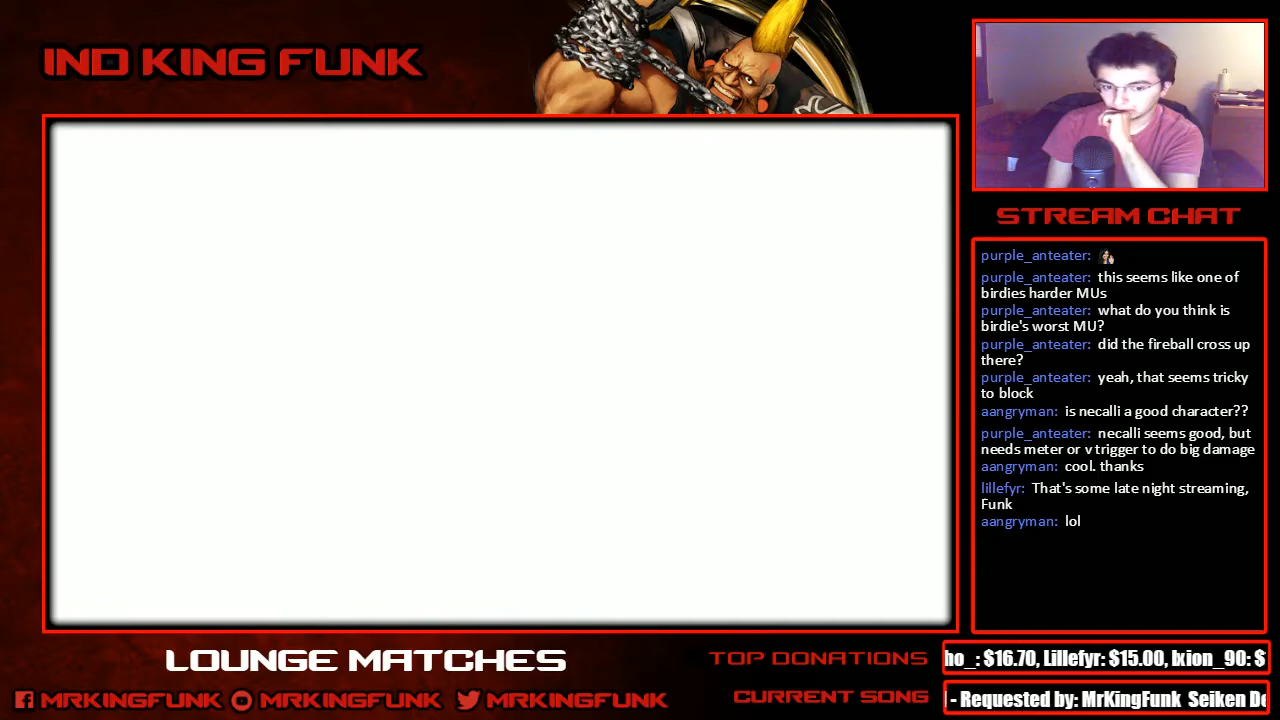 IND KING FUNK
STREAM CHAT
purple_anteater:
purple_anteater: this seems like one of
birdies harder MUs
purple_anteater: what do you think is
birdie's worst MU?
purple_anteater: did the fireball cross up
there?
purple_anteater: yeah, that seems tricky
to block
aangryman: is necalli a good character??
purple_anteater: necalli seems good, but
needs meter or v trigger to do big damage
aangryman: cool. thanks
lillefyr: That's some late night streaming,
Funk
aangryman: lol
LOUNGE MATCHES
TOP DONATIONS
ho_: $16.70, Lillefyr: $15.00, Ixion_90: $
MRKINGFUNK MRKINGFUNK MRKINGFUNK
CURRENT SONG
- Requested by: MrKingFunk Seiken De